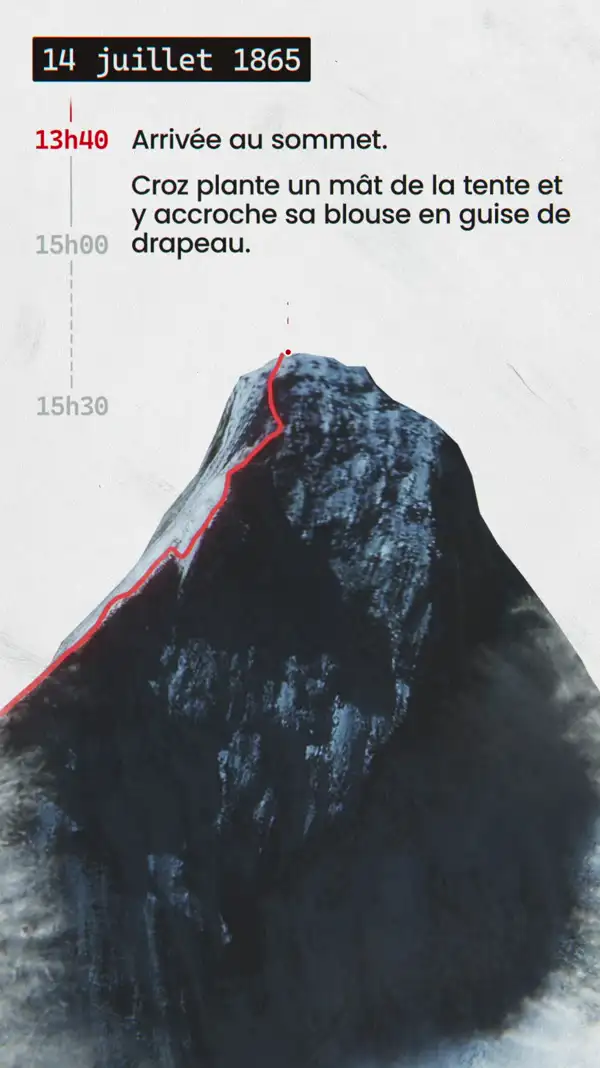 14 juillet 1865
13h40
Arrivée au sommet.
Croz plante un mât de la tente et
y accroche sa blouse en guise de
drapeau.
15h00
15h30